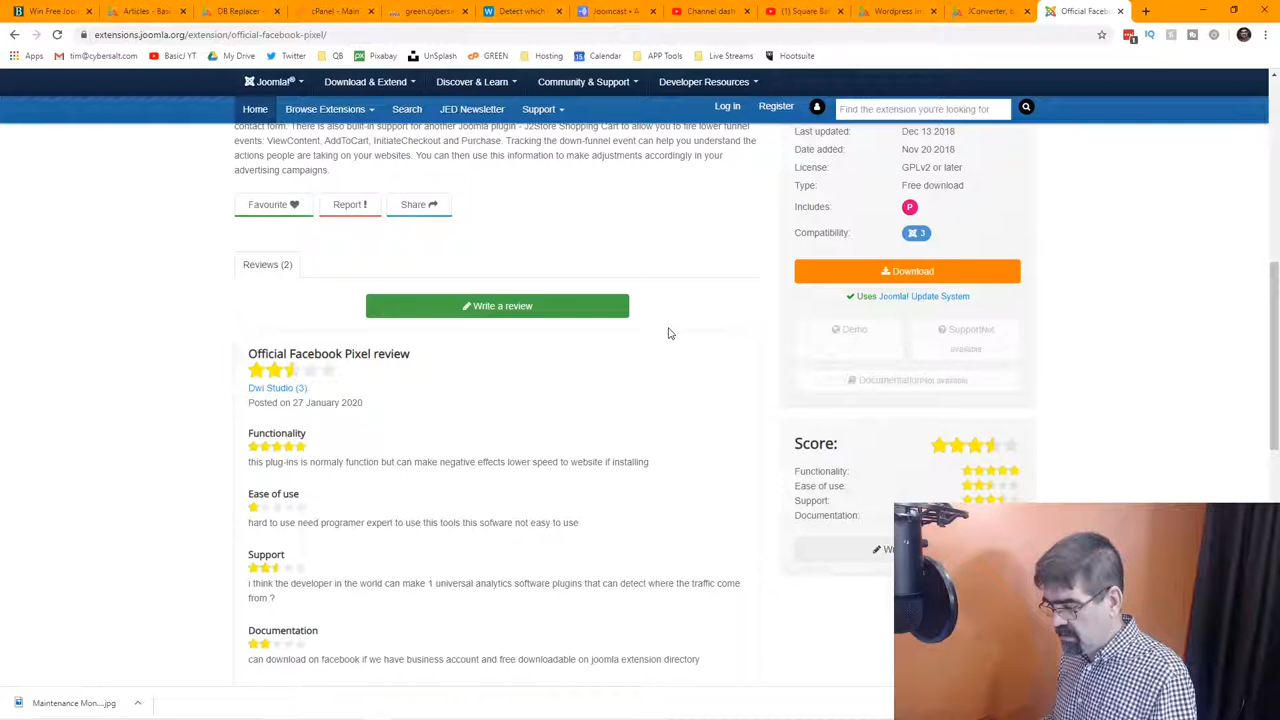 Win Free Joo
Articles - Basi
DB Replacer
cPanel - Main
green.cybersi
Detect which
Joomcast • A
Channel dash
(1) Square Ba
Wordpress In
JConverter, b
Official Faceb
extensions.joomla.org/extension/official-facebook-pixel/
Apps
tim@cybersalt.com
BasicJ YT
My Drive
Twitter
QB
Pixabay
UnSplash
GREEN
Hosting
Calendar
APP Tools
Live Streams
Hootsuite
Joomla!®
Download & Extend
Discover & Learn
Community & Support
Developer Resources
Home
Browse Extensions
Search
JED Newsletter
Support
Log in
Register
Find the extension you're looking for
contact form. There is also built-in support for another Joomla plugin - J2Store Shopping Cart to allow you to fire lower funnel
events: ViewContent, AddToCart, InitiateCheckout and Purchase. Tracking the down-funnel event can help you understand the
actions people are taking on your websites. You can then use this information to make adjustments accordingly in your
advertising campaigns.
Favourite
Report !
Share
Last updated: Dec 13 2018
Date added: Nov 20 2018
License: GPLv2 or later
Type: Free download
Includes: P
Compatibility: 3
Download
Uses Joomla! Update System
Demo
SupportNot
available
DocumentationNot available
Reviews (2)
Write a review
Official Facebook Pixel review
Dwi Studio (3).
Posted on 27 January 2020
Functionality
this plug-ins is normaly function but can make negative effects lower speed to website if installing
Ease of use
hard to use need programer expert to use this tools this sofware not easy to use
Support
i think the developer in the world can make 1 universal analytics software plugins that can detect where the traffic come
from ?
Documentation
can download on facebook if we have business account and free downloadable on joomla extension directory
Score:
Functionality:
Ease of use:
Support:
Documentation:
Maintenance Mon....jpg